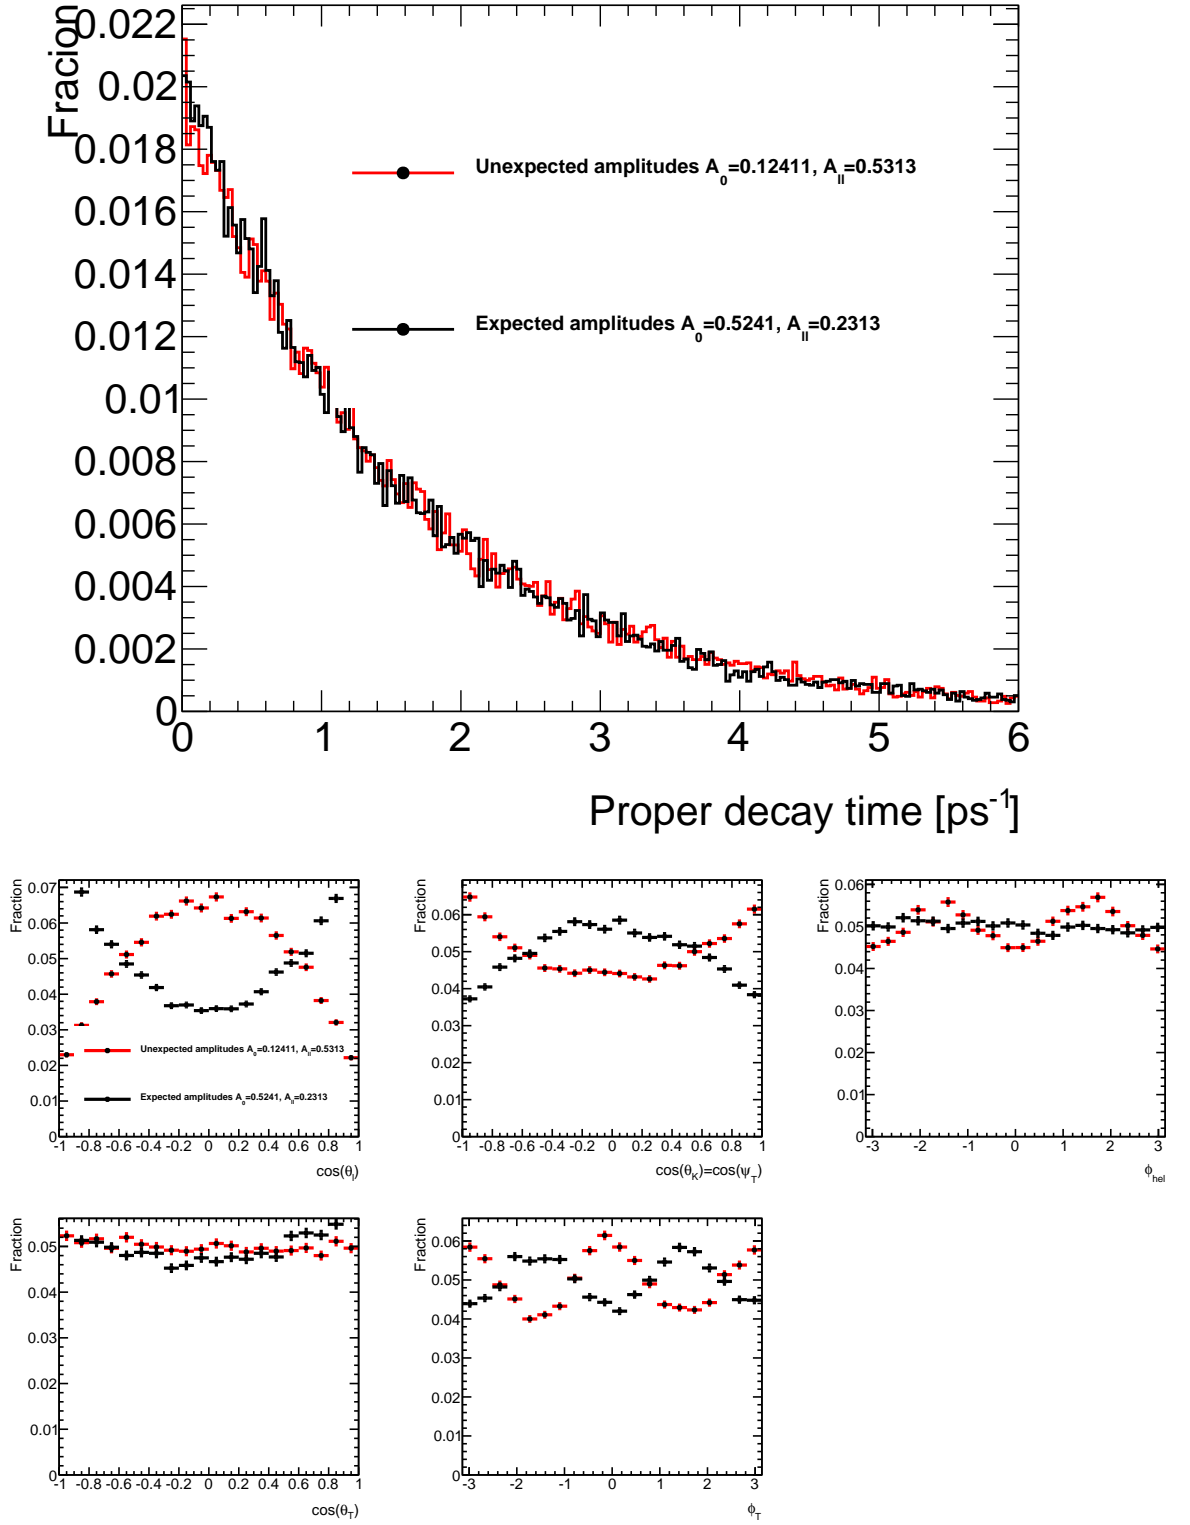 Fracion
0.022
0.02
0.018
0.016
0.014
0.012
0.01
0.008
0.006
0.004
0.002
0
0 1 2 3 4 5 6
Unexpected amplitudes A0=0.12411, AII=0.5313
Expected amplitudes A0=0.5241, AII=0.2313
Proper decay time [ps-1]
Fraction
0.07
0.06
0.05
0.04
0.03
0.02
0.01
0
-1 -0.8 -0.6 -0.4 -0.2 0 0.2 0.4 0.6 0.8 1
Unexpected amplitudes A0=0.12411, AII=0.5313
Expected amplitudes A0=0.5241, AII=0.2313
cos(θl)
Fraction
0.06
0.05
0.04
0.03
0.02
0.01
0
-1 -0.8 -0.6 -0.4 -0.2 0 0.2 0.4 0.6 0.8 1
cos(θK)=cos(ψT)
Fraction
0.06
0.05
0.04
0.03
0.02
0.01
0
-3 -2 -1 0 1 2 3
ϕhel
Fraction
0.05
0.04
0.03
0.02
0.01
0
-1 -0.8 -0.6 -0.4 -0.2 0 0.2 0.4 0.6 0.8 1
cos(θT)
Fraction
0.06
0.05
0.04
0.03
0.02
0.01
0
-3 -2 -1 0 1 2 3
ϕT